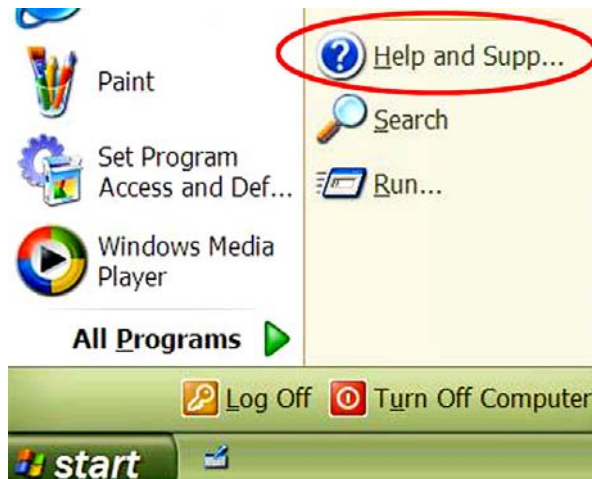 Paint
Set Program
Access and Def...
Windows Media
Player
All Programs
Help and Supp...
Search
Run...
Log Off
Turn Off Computer
start